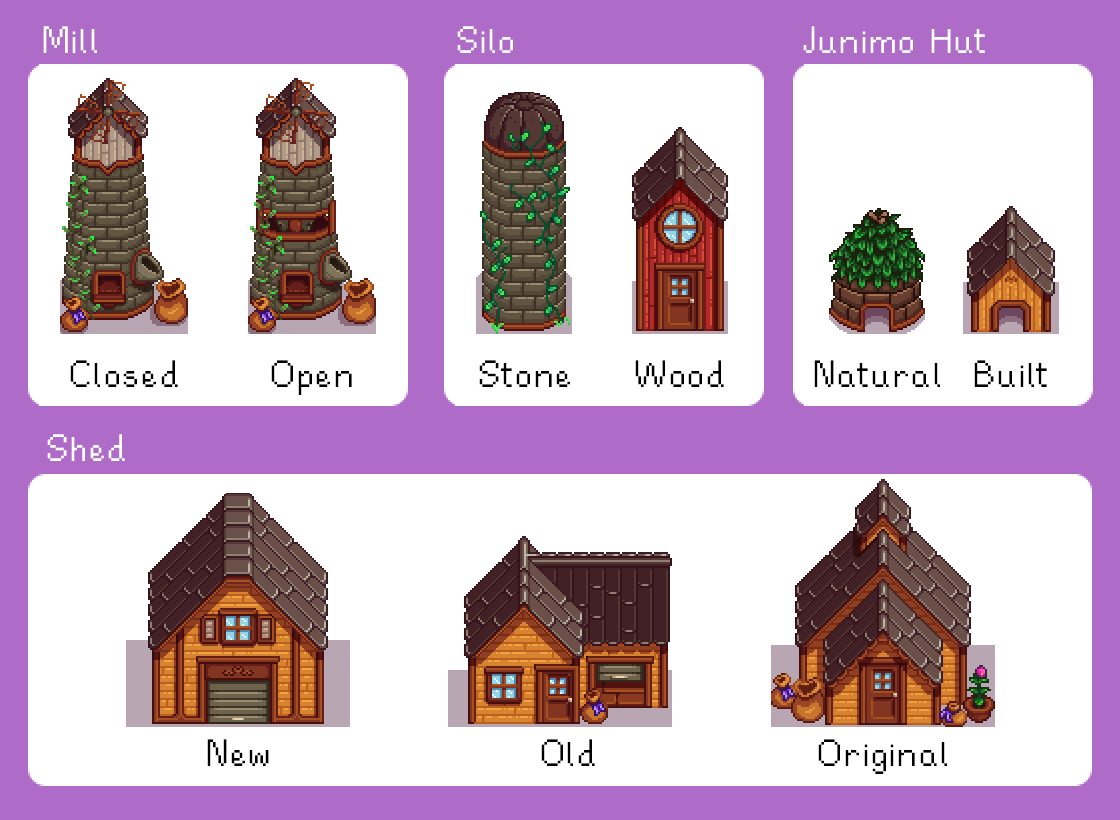 Mill
Silo
Junimo Hut
Closed
Open
Stone
Wood
Natural
Built
Shed
New
Old
Original